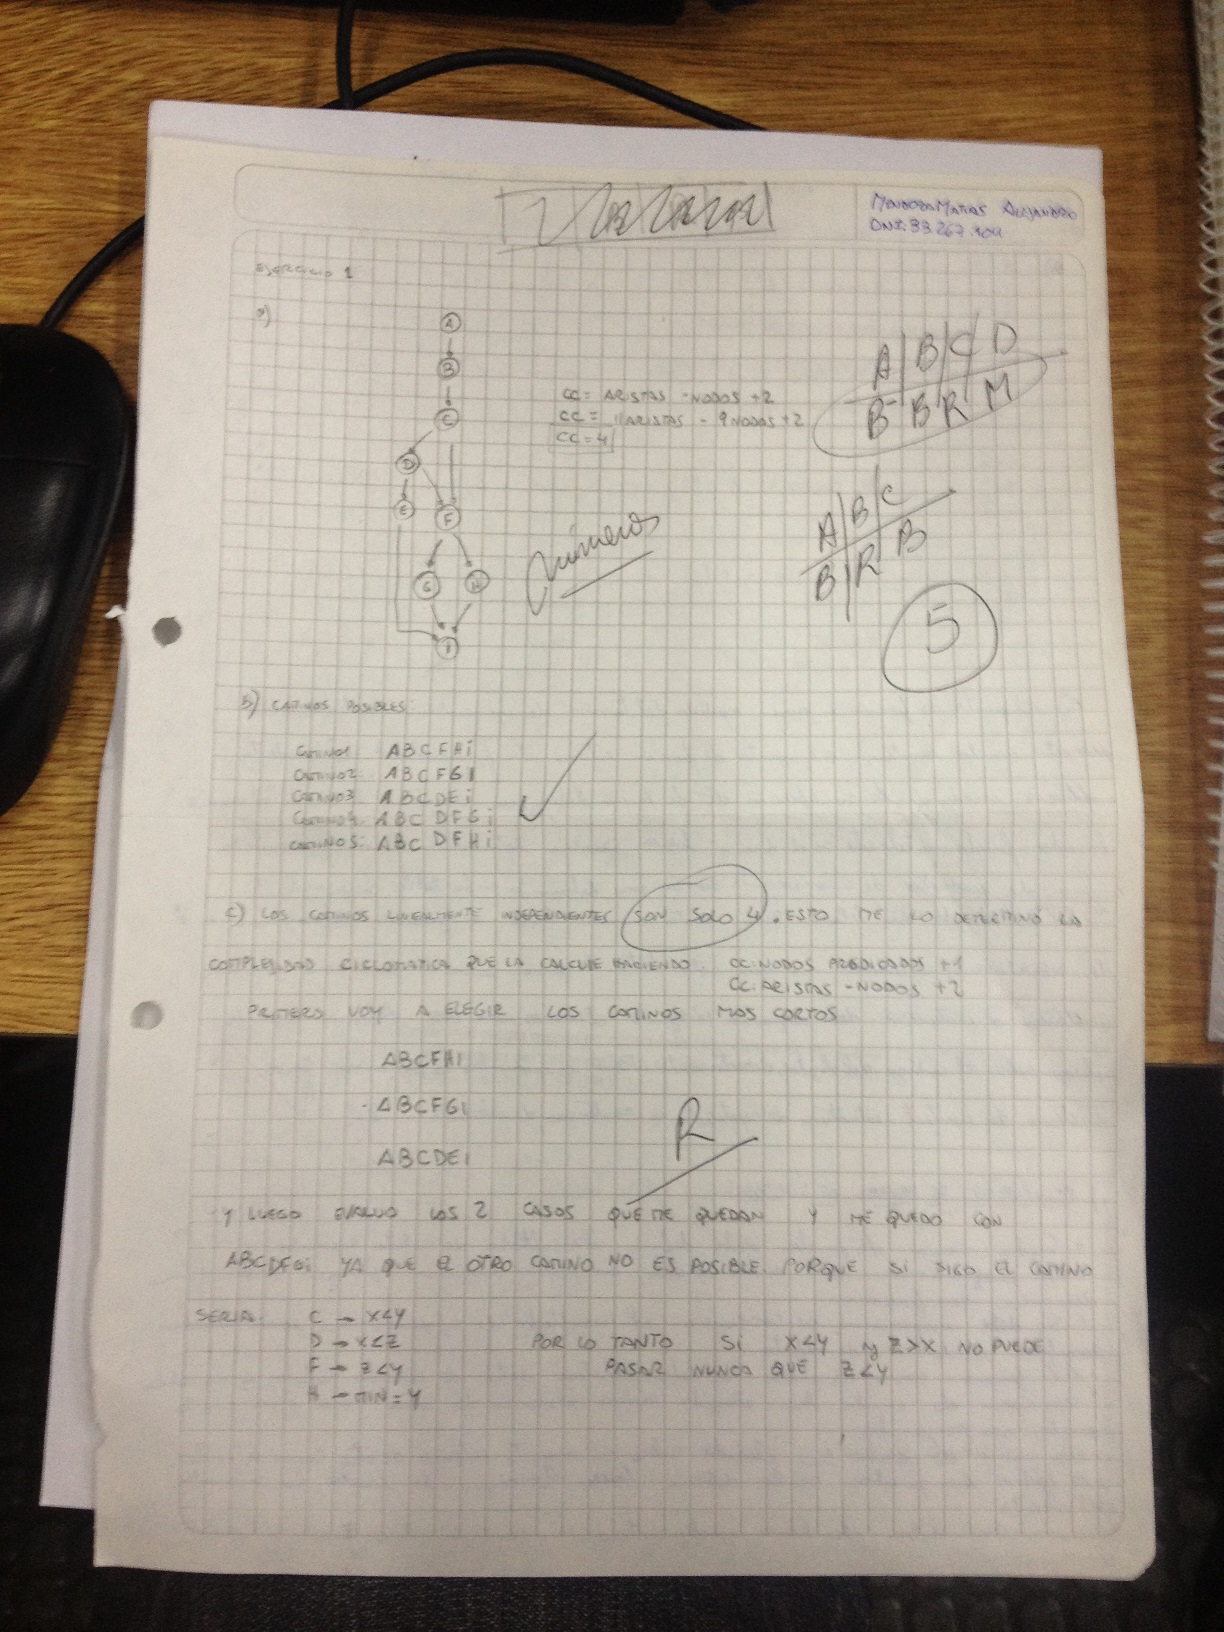 MENDOZA MATIAS ALEJANDRO
DNI: 33.267.104
EJERCICIO 1
a)
A
B
C
D
E
F
G
H
I
CC = ARISTAS - NODOS + 2
CC = 11 ARISTAS - 9 NODOS + 2
CC = 4
A B C D
B- B R M
Números
A B C
B R B
5
b) CAMINOS POSIBLES:
CAMINO1 ABCFHi
CAMINO2 ABCFGI
CAMINO3 ABCDEi
CAMINO4 ABC DFGi
CAMINO5: ABC DFHi
c) LOS CAMINOS LINEALMENTE INDEPENDIENTES SON SOLO 4. ESTO ME LO DETERMINO LA
COMPLEJIDAD CICLOMATICA QUE LA CALCULE HACIENDO CC: NODOS PREDICADOS +1
CC: ARISTAS - NODOS +2
PRIMERO VOY A ELEGIR LOS CAMINOS MAS CORTOS
ABCFHI
- ABCFGI
ABCDEI
R
Y LUEGO EVALUO LOS 2 CASOS QUE ME QUEDAN Y ME QUEDO CON
ABCDFGi YA QUE EL OTRO CAMINO NO ES POSIBLE PORQUE SI SIGO EL CAMINO
SERIA: C → X<Y
D → X<Z POR LO TANTO SI X<Y y Z>X NO PUEDE
F → Z<Y PASAR NUNCA QUE Z<Y
H → MIN = Y